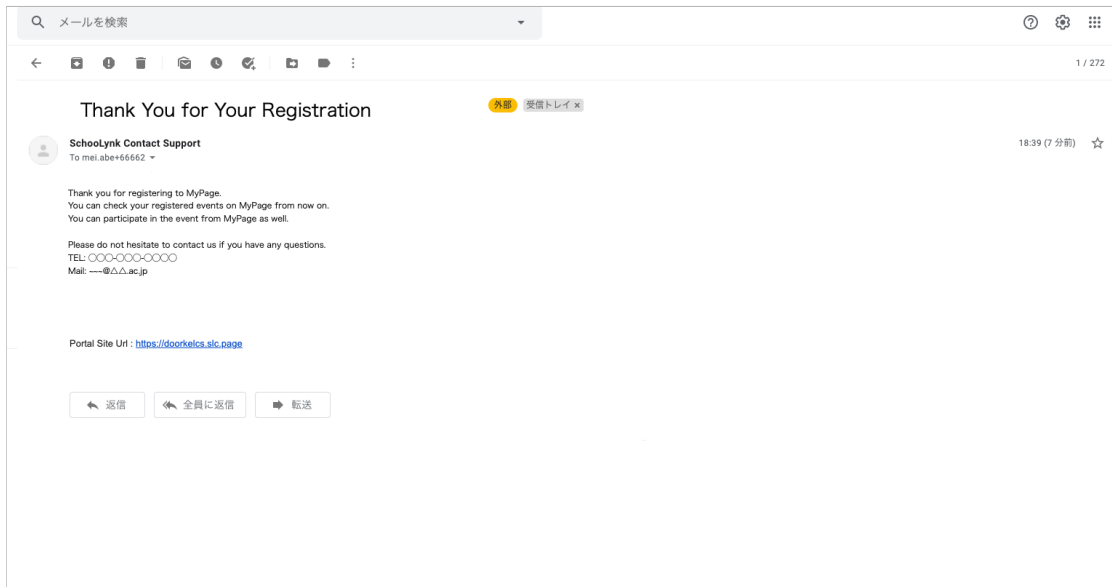 メールを検索
1 / 272
Thank You for Your Registration
外部
受信トレイ ×
SchooLynk Contact Support
18:39 (7 分前)
To mei.abe+66662
Thank you for registering to MyPage.
You can check your registered events on MyPage from now on.
You can participate in the event from MyPage as well.
Please do not hesitate to contact us if you have any questions.
TEL: ○○○-○○○-○○○○
Mail: ~~~@△△.ac.jp
Portal Site Url : https://doorkelcs.slc.page
返信
全員に返信
転送